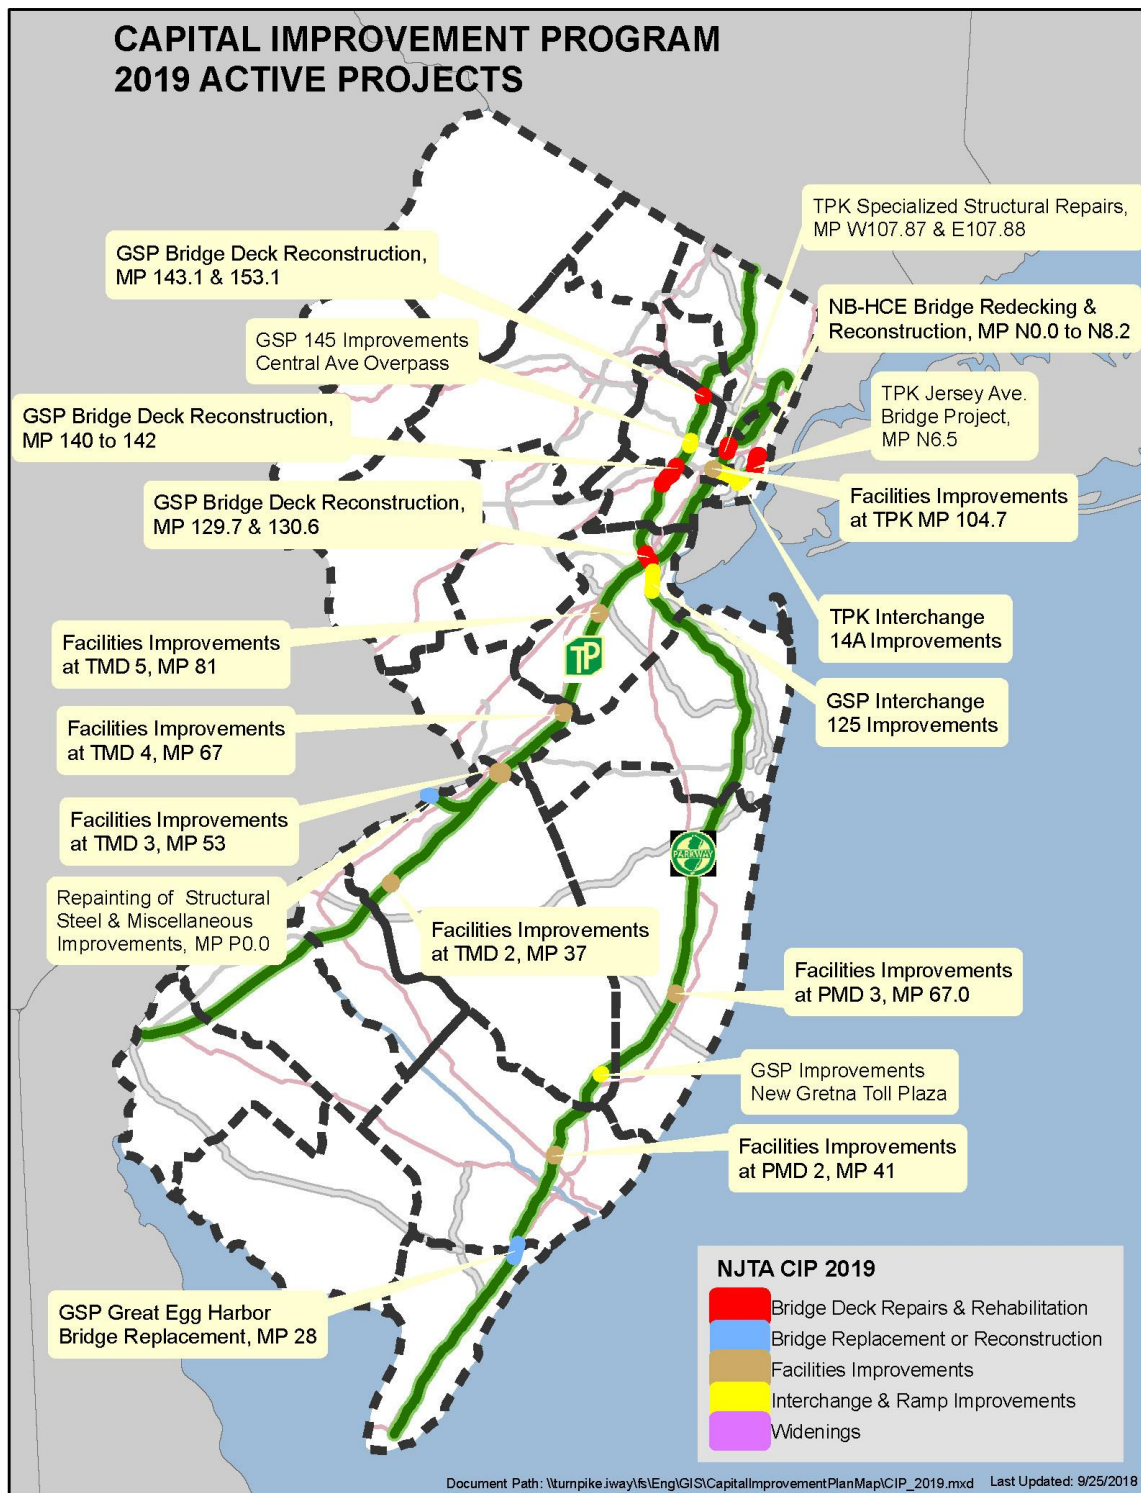 CAPITAL IMPROVEMENT PROGRAM
2019 ACTIVE PROJECTS
TPK Specialized Structural Repairs,
MP W107.87 & E107.88
GSP Bridge Deck Reconstruction,
MP 143.1 & 153.1
NB-HCE Bridge Redecking &
Reconstruction, MP N0.0 to N8.2
GSP 145 Improvements
Central Ave Overpass
TPK Jersey Ave.
Bridge Project,
MP N6.5
GSP Bridge Deck Reconstruction,
MP 140 to 142
Facilities Improvements
at TPK MP 104.7
GSP Bridge Deck Reconstruction,
MP 129.7 & 130.6
TPK Interchange
14A Improvements
Facilities Improvements
at TMD 5, MP 81
TP
GSP Interchange
125 Improvements
Facilities Improvements
at TMD 4, MP 67
Facilities Improvements
at TMD 3, MP 53
PARKWAY
Repainting of Structural
Steel & Miscellaneous
Improvements, MP P0.0
Facilities Improvements
at TMD 2, MP 37
Facilities Improvements
at PMD 3, MP 67.0
GSP Improvements
New Gretna Toll Plaza
Facilities Improvements
at PMD 2, MP 41
GSP Great Egg Harbor
Bridge Replacement, MP 28
NJTA CIP 2019
Bridge Deck Repairs & Rehabilitation
Bridge Replacement or Reconstruction
Facilities Improvements
Interchange & Ramp Improvements
Widenings
Document Path: \\turnpike.iway\fs\Eng\GIS\CapitalImprovementPlanMap\CIP_2019.mxd Last Updated: 9/25/2018